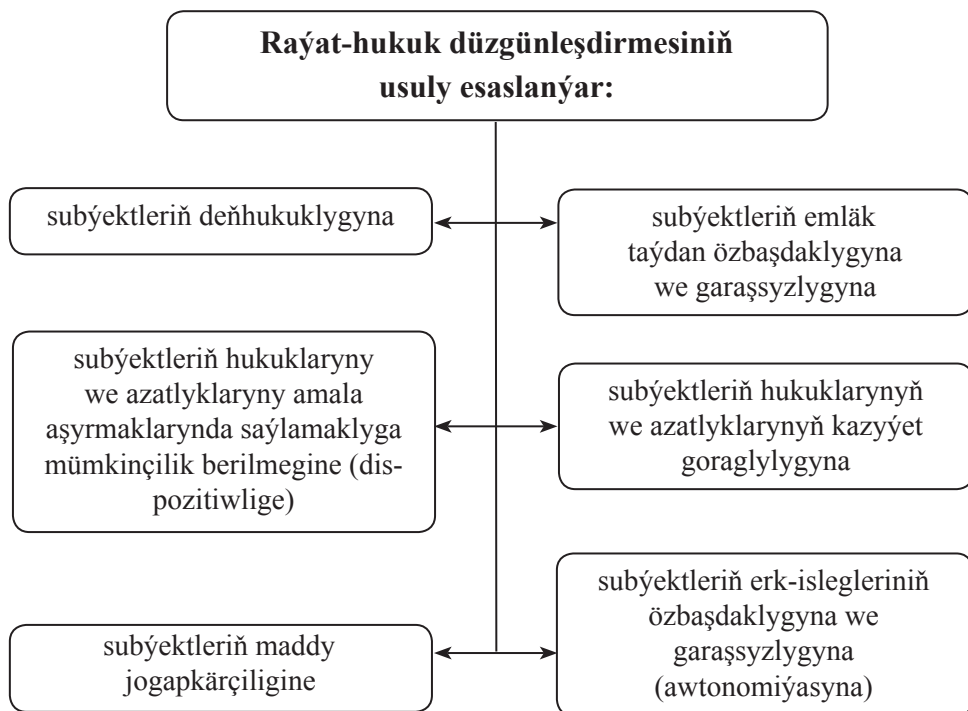 Raýat-hukuk düzgünleşdirmesiniň
usuly esaslanýar:
subýektleriň deňhukuklygyna
subýektleriň emläk
taýdan özbaşdaklygyna
we garaşsyzlygyna
subýektleriň hukuklaryny
we azatlyklaryny amala
aşyrmaklarynda saýlamaklyga
mümkinçilik berilmegine (dis-
pozitiwlige)
subýektleriň hukuklarynyň
we azatlyklarynyň kazyýet
goraglylygyna
subýektleriň maddy
jogapkärçiligine
subýektleriň erk-islegleriniň
özbaşdaklygyna we
garaşsyzlygyna
(awtonomiýasyna)